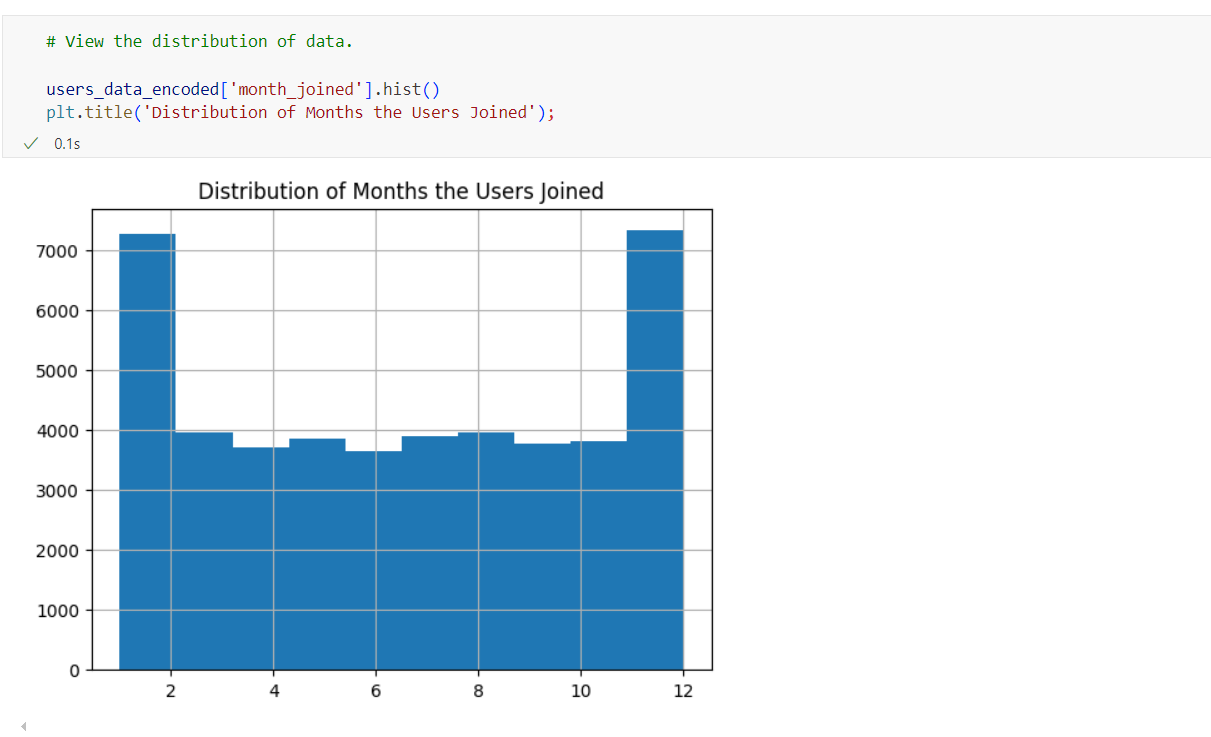 # View the distribution of data.
users_data_encoded['month_joined'].hist()
plt.title('Distribution of Months the Users Joined');
0.1s
Distribution of Months the Users Joined
7000
6000
5000
4000
3000
2000
1000
0
2 4 6 8 10 12